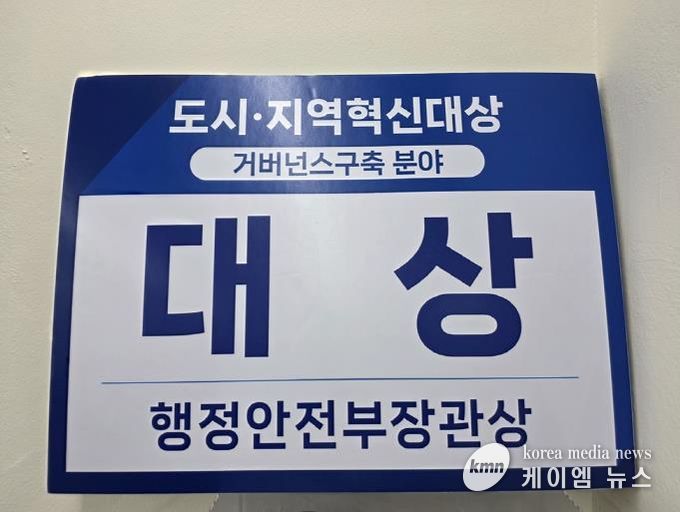 도시·지역혁신대상
거버넌스구축 분야
대 상
행정안전부장관상
kmn korea media news
케이엠 뉴스